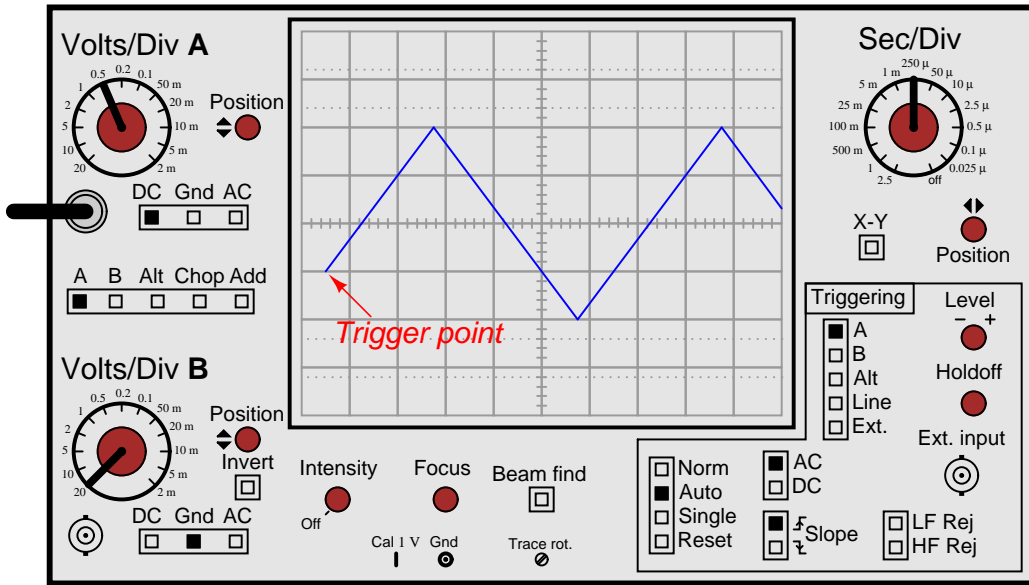 Volts/Div A
0.5 0.2 0.1
1 50 m
2 20 m
5 10 m
10 5 m
20 2 m
Position
DC Gnd AC
A B Alt Chop Add
Volts/Div B
0.5 0.2 0.1
1 50 m
2 20 m
5 10 m
10 5 m
20 2 m
Position
Invert
DC Gnd AC
Trigger point
Intensity
Off
Focus
Beam find
Cal 1 V Gnd
Trace rot.
Sec/Div
250 µ
1 m 50 µ
5 m 10 µ
25 m 2.5 µ
100 m 0.5 µ
500 m 0.1 µ
1 0.025 µ
2.5 off
X-Y
Position
Triggering
A
B
Alt
Line
Ext.
Level
− +
Holdoff
Ext. input
Norm
Auto
Single
Reset
AC
DC
Slope
LF Rej
HF Rej